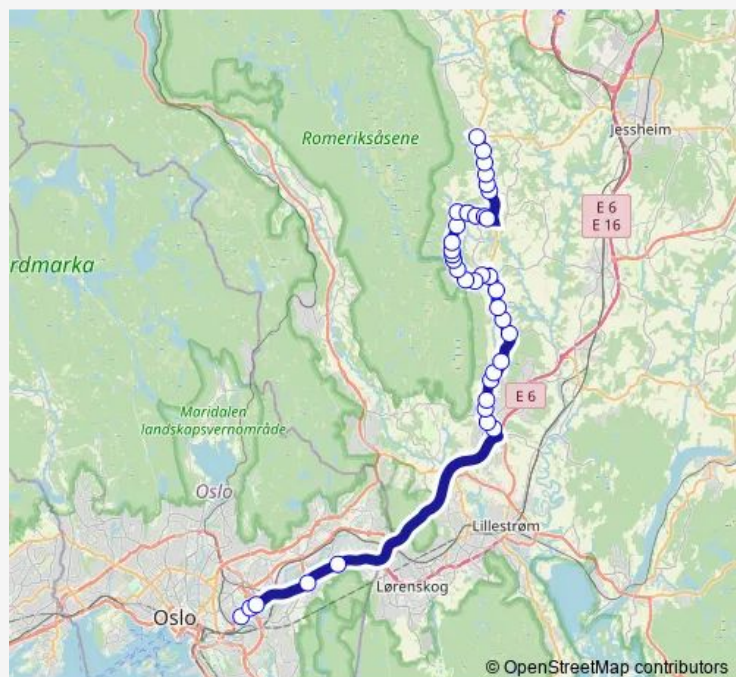 Romeriksåsene
Jessheim
E 6
E 16
rdmarka
E 6
Maridalen
landskapsvernområde
Oslo
Lillestrøm
Lørenskog
Oslo
© OpenStreetMap contributors